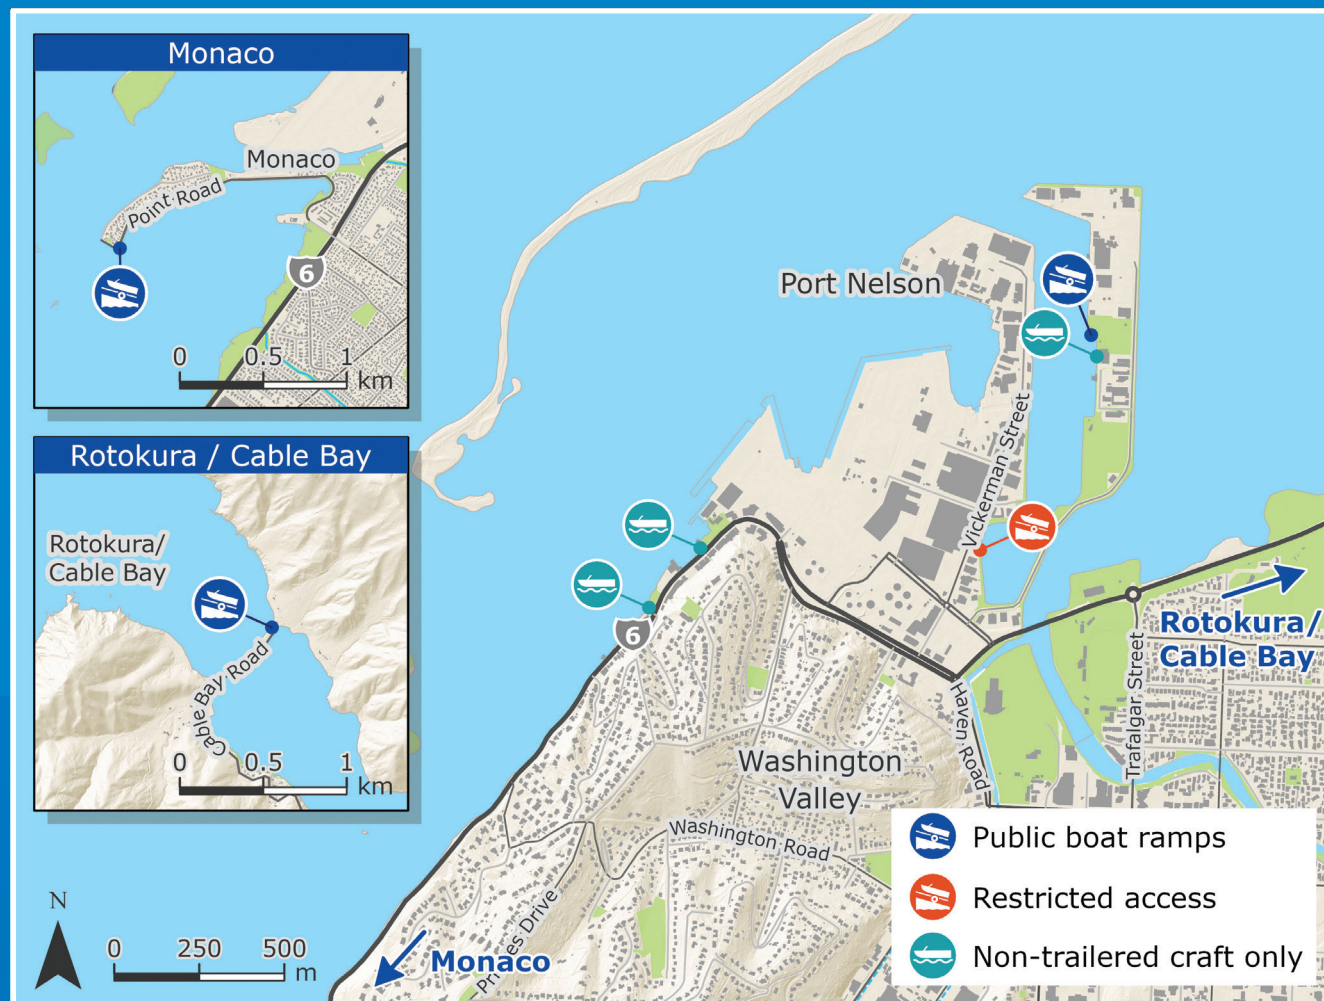 Monaco
Monaco
Point Road
6
0 0.5 1
km
Rotokura / Cable Bay
Rotokura/
Cable Bay
Cable Bay Road
0 0.5 1
km
N
0 250 500
m
Port Nelson
Vickerman Street
6
Rotokura/
Cable Bay
Haven Road
Trafalgar Street
Washington
Valley
Washington Road
Drive
Monaco
Public boat ramps
Restricted access
Non-trailered craft only